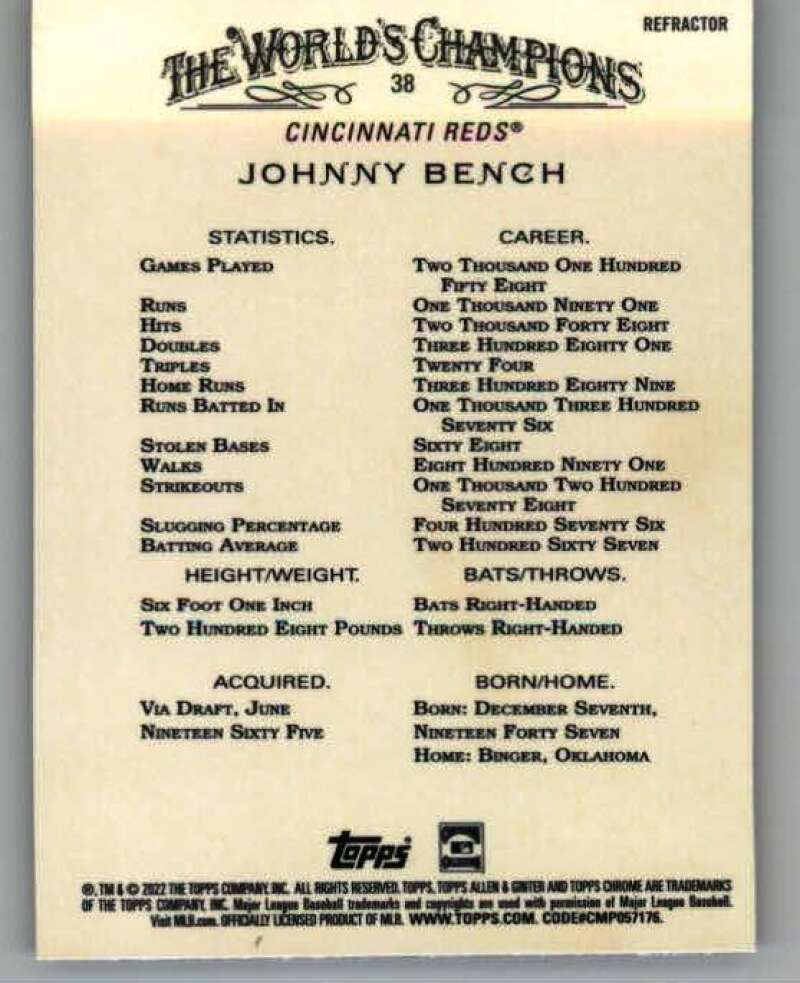 REFRACTOR
THE WORLD'S CHAMPIONS
38
CINCINNATI REDS®
JOHNNY BENCH
STATISTICS. CAREER.
GAMES PLAYED TWO THOUSAND ONE HUNDRED
FIFTY EIGHT
RUNS ONE THOUSAND NINETY ONE
HITS TWO THOUSAND FORTY EIGHT
DOUBLES THREE HUNDRED EIGHTY ONE
TRIPLES TWENTY FOUR
HOME RUNS THREE HUNDRED EIGHTY NINE
RUNS BATTED IN ONE THOUSAND THREE HUNDRED
SEVENTY SIX
STOLEN BASES SIXTY EIGHT
WALKS EIGHT HUNDRED NINETY ONE
STRIKEOUTS ONE THOUSAND TWO HUNDRED
SEVENTY EIGHT
SLUGGING PERCENTAGE FOUR HUNDRED SEVENTY SIX
BATTING AVERAGE TWO HUNDRED SIXTY SEVEN
HEIGHT/WEIGHT. BATS/THROWS.
SIX FOOT ONE INCH BATS RIGHT-HANDED
TWO HUNDRED EIGHT POUNDS THROWS RIGHT-HANDED
ACQUIRED. BORN/HOME.
VIA DRAFT, JUNE BORN: DECEMBER SEVENTH,
NINETEEN SIXTY FIVE NINETEEN FORTY SEVEN
HOME: BINGER, OKLAHOMA
topps
®, TM & © 2022 THE TOPPS COMPANY, INC. ALL RIGHTS RESERVED. TOPPS, TOPPS ALLEN & GINTER AND TOPPS CHROME ARE TRADEMARKS
OF THE TOPPS COMPANY, INC. Major League Baseball trademarks and copyrights are used with permission of Major League Baseball.
Visit MLB.com. OFFICIALLY LICENSED PRODUCT OF MLB. WWW.TOPPS.COM. CODE#CMP057176.